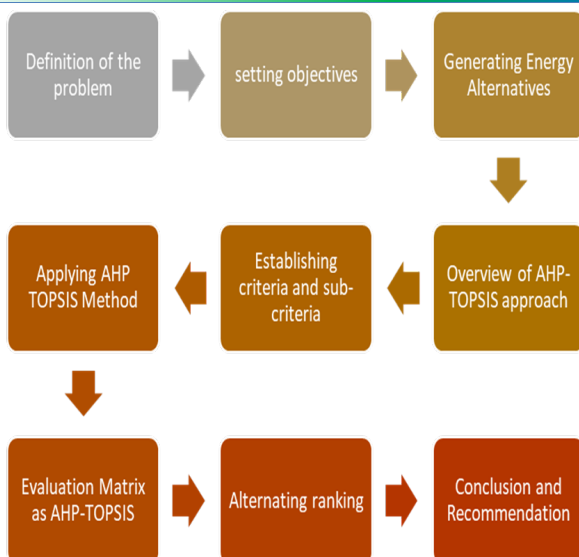 Definition of the
problem
setting objectives
Generating Energy
Alternatives
Overview of AHP-
TOPSIS approach
Establishing
criteria and sub-
criteria
Applying AHP
TOPSIS Method
Evaluation Matrix
as AHP-TOPSIS
Alternating ranking
Conclusion and
Recommendation